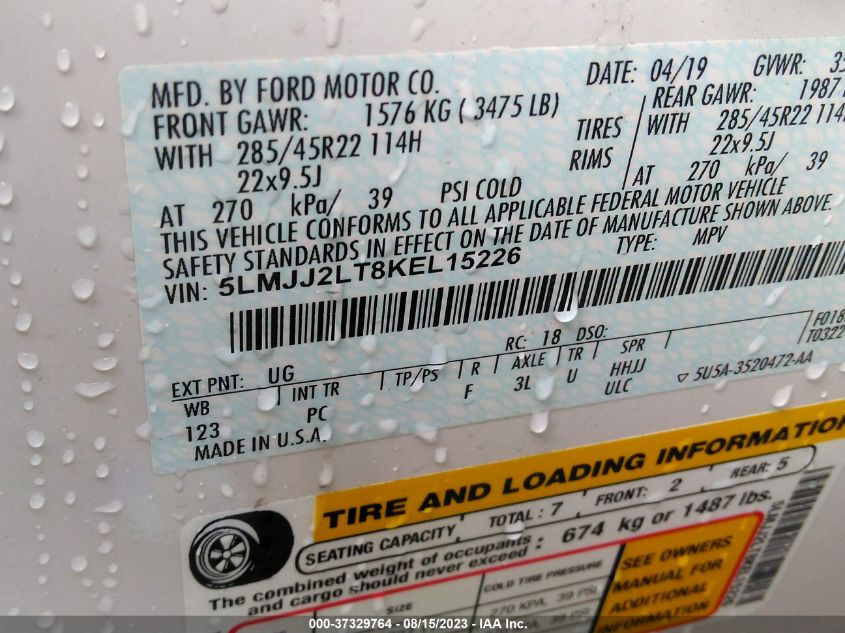 MFD. BY FORD MOTOR CO.
DATE: 04/19 GVWR:
FRONT GAWR: 1576 KG ( 3475 LB)
REAR GAWR: 1987
WITH 285/45R22 114H TIRES WITH 285/45R22
22x9.5J RIMS 22x9.5J
AT 270 kPa/ 39 PSI COLD AT 270 kPa/ 39
THIS VEHICLE CONFORMS TO ALL APPLICABLE FEDERAL MOTOR VEHICLE
SAFETY STANDARDS IN EFFECT ON THE DATE OF MANUFACTURE SHOWN ABOVE
VIN: 5LMJJ2LT8KEL15226 TYPE: MPV
F018
T0322
RC: 18 DSO:
EXT PNT: UG
WB INT TR TP/PS R AXLE TR SPR
123 PC F 3L U HHJJ
ULC
▽ 5U5A-3520472-AA
MADE IN U.S.A.
TIRE AND LOADING INFORMATION
SEATING CAPACITY TOTAL : 7 FRONT: 2 REAR: 5
The combined weight of occupants
and cargo should never exceed : 674 kg or 1487 lbs.
SIZE COLD TIRE PRESSURE
270 KPA, 39 PSI
SEE OWNERS
MANUAL FOR
ADDITIONAL
INFORMATION
000-37329764 - 08/15/2023 - IAA Inc.